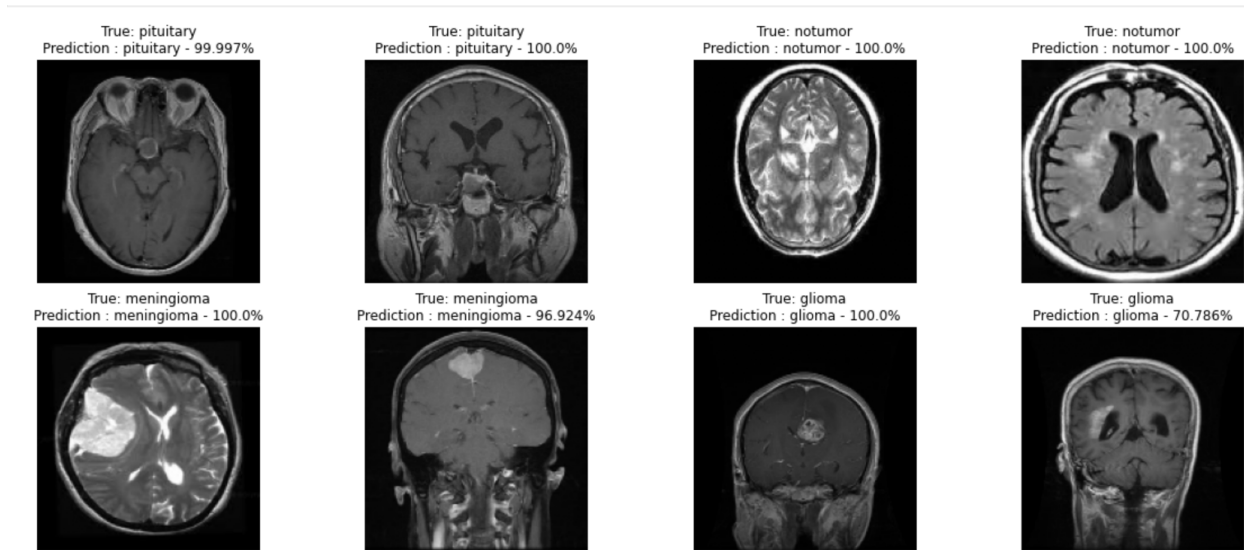 True: pituitary
Prediction : pituitary - 99.997%
True: pituitary
Prediction : pituitary - 100.0%
True: notumor
Prediction : notumor - 100.0%
True: notumor
Prediction : notumor - 100.0%
True: meningioma
Prediction : meningioma - 100.0%
True: meningioma
Prediction : meningioma - 96.924%
True: glioma
Prediction : glioma - 100.0%
True: glioma
Prediction : glioma - 70.786%